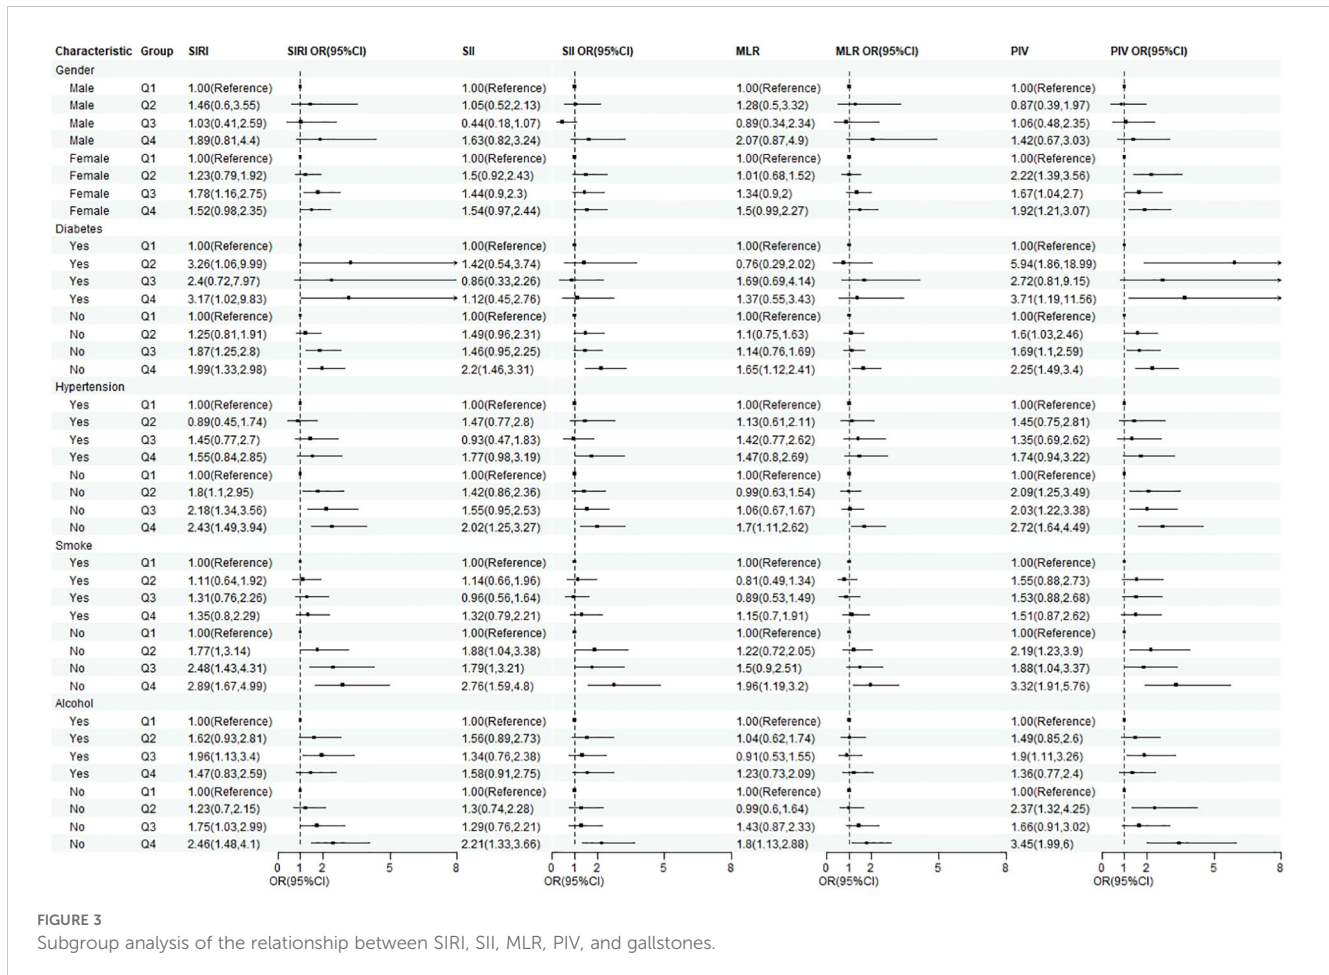 Characteristic Group SIRI SIRI OR(95%CI) SII SII OR(95%CI) MLR MLR OR(95%CI) PIV PIV OR(95%CI)
Gender
Male Q1 1.00(Reference) 1.00(Reference) 1.00(Reference) 1.00(Reference)
Male Q2 1.46(0.6,3.55) 1.05(0.52,2.13) 1.28(0.5,3.32) 0.87(0.39,1.97)
Male Q3 1.03(0.41,2.59) 0.44(0.18,1.07) 0.89(0.34,2.34) 1.06(0.48,2.35)
Male Q4 1.89(0.81,4.4) 1.63(0.82,3.24) 2.07(0.87,4.9) 1.42(0.67,3.03)
Female Q1 1.00(Reference) 1.00(Reference) 1.00(Reference) 1.00(Reference)
Female Q2 1.23(0.79,1.92) 1.5(0.92,2.43) 1.01(0.68,1.52) 2.22(1.39,3.56)
Female Q3 1.78(1.16,2.75) 1.44(0.9,2.3) 1.34(0.9,2) 1.67(1.04,2.7)
Female Q4 1.52(0.98,2.35) 1.54(0.97,2.44) 1.5(0.99,2.27) 1.92(1.21,3.07)
Diabetes
Yes Q1 1.00(Reference) 1.00(Reference) 1.00(Reference) 1.00(Reference)
Yes Q2 3.26(1.06,9.99) 1.42(0.54,3.74) 0.76(0.29,2.02) 5.94(1.86,18.99)
Yes Q3 2.4(0.72,7.97) 0.86(0.33,2.26) 1.69(0.69,4.14) 2.72(0.81,9.15)
Yes Q4 3.17(1.02,9.83) 1.12(0.45,2.76) 1.37(0.55,3.43) 3.71(1.19,11.56)
No Q1 1.00(Reference) 1.00(Reference) 1.00(Reference) 1.00(Reference)
No Q2 1.25(0.81,1.91) 1.49(0.96,2.31) 1.1(0.75,1.63) 1.6(1.03,2.46)
No Q3 1.87(1.25,2.8) 1.46(0.95,2.25) 1.14(0.76,1.69) 1.69(1.1,2.59)
No Q4 1.99(1.33,2.98) 2.2(1.46,3.31) 1.65(1.12,2.41) 2.25(1.49,3.4)
Hypertension
Yes Q1 1.00(Reference) 1.00(Reference) 1.00(Reference) 1.00(Reference)
Yes Q2 0.89(0.45,1.74) 1.47(0.77,2.8) 1.13(0.61,2.11) 1.45(0.75,2.81)
Yes Q3 1.45(0.77,2.7) 0.93(0.47,1.83) 1.42(0.77,2.62) 1.35(0.69,2.62)
Yes Q4 1.55(0.84,2.85) 1.77(0.98,3.19) 1.47(0.8,2.69) 1.74(0.94,3.22)
No Q1 1.00(Reference) 1.00(Reference) 1.00(Reference) 1.00(Reference)
No Q2 1.8(1.1,2.95) 1.42(0.86,2.36) 0.99(0.63,1.54) 2.09(1.25,3.49)
No Q3 2.18(1.34,3.56) 1.55(0.95,2.53) 1.06(0.67,1.67) 2.03(1.22,3.38)
No Q4 2.43(1.49,3.94) 2.02(1.25,3.27) 1.7(1.11,2.62) 2.72(1.64,4.49)
Smoke
Yes Q1 1.00(Reference) 1.00(Reference) 1.00(Reference) 1.00(Reference)
Yes Q2 1.11(0.64,1.92) 1.14(0.66,1.96) 0.81(0.49,1.34) 1.55(0.88,2.73)
Yes Q3 1.31(0.76,2.26) 0.96(0.56,1.64) 0.89(0.53,1.49) 1.53(0.88,2.68)
Yes Q4 1.35(0.8,2.29) 1.32(0.79,2.21) 1.15(0.7,1.91) 1.51(0.87,2.62)
No Q1 1.00(Reference) 1.00(Reference) 1.00(Reference) 1.00(Reference)
No Q2 1.77(1,3.14) 1.88(1.04,3.38) 1.22(0.72,2.05) 2.19(1.23,3.9)
No Q3 2.48(1.43,4.31) 1.79(1,3.21) 1.5(0.9,2.51) 1.88(1.04,3.37)
No Q4 2.89(1.67,4.99) 2.76(1.59,4.8) 1.96(1.19,3.2) 3.32(1.91,5.76)
Alcohol
Yes Q1 1.00(Reference) 1.00(Reference) 1.00(Reference) 1.00(Reference)
Yes Q2 1.62(0.93,2.81) 1.56(0.89,2.73) 1.04(0.62,1.74) 1.49(0.85,2.6)
Yes Q3 1.96(1.13,3.4) 1.34(0.76,2.38) 0.91(0.53,1.55) 1.9(1.11,3.26)
Yes Q4 1.47(0.83,2.59) 1.58(0.91,2.75) 1.23(0.73,2.09) 1.36(0.77,2.4)
No Q1 1.00(Reference) 1.00(Reference) 1.00(Reference) 1.00(Reference)
No Q2 1.23(0.7,2.15) 1.3(0.74,2.28) 0.99(0.6,1.64) 2.37(1.32,4.25)
No Q3 1.75(1.03,2.99) 1.29(0.76,2.21) 1.43(0.87,2.33) 1.66(0.91,3.02)
No Q4 2.46(1.48,4.1) 2.21(1.33,3.66) 1.8(1.13,2.88) 3.45(1.99,6)
0 1 5 8 0 1 5 8 0 1 5 8 0 1 5 8
OR(95%CI) OR(95%CI) OR(95%CI) OR(95%CI)
FIGURE 3
Subgroup analysis of the relationship between SIRI, SII, MLR, PIV, and gallstones.